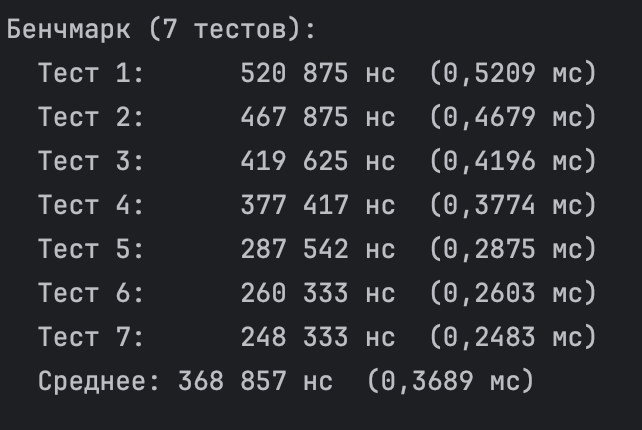 Бенчмарк (7 тестов):
Тест 1: 520 875 нс (0,5209 мс)
Тест 2: 467 875 нс (0,4679 мс)
Тест 3: 419 625 нс (0,4196 мс)
Тест 4: 377 417 нс (0,3774 мс)
Тест 5: 287 542 нс (0,2875 мс)
Тест 6: 260 333 нс (0,2603 мс)
Тест 7: 248 333 нс (0,2483 мс)
Среднее: 368 857 нс (0,3689 мс)